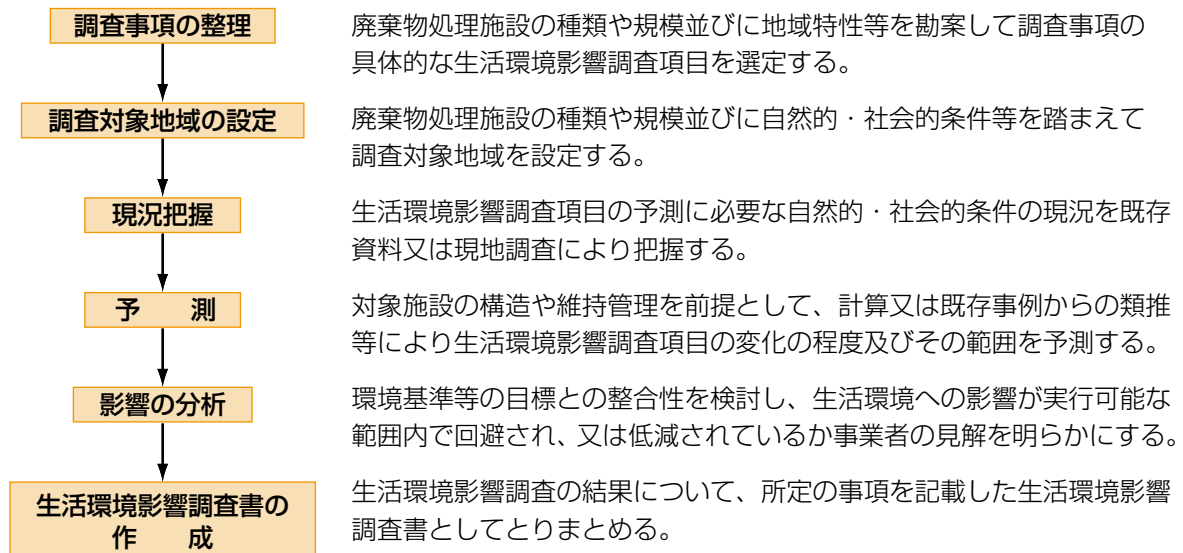 調査事項の整理
廃棄物処理施設の種類や規模並びに地域特性等を勘案して調査事項の
具体的な生活環境影響調査項目を選定する。
調査対象地域の設定
廃棄物処理施設の種類や規模並びに自然的・社会的条件等を踏まえて
調査対象地域を設定する。
現況把握
生活環境影響調査項目の予測に必要な自然的・社会的条件の現況を既存
資料又は現地調査により把握する。
予　測
対象施設の構造や維持管理を前提として、計算又は既存事例からの類推
等により生活環境影響調査項目の変化の程度及びその範囲を予測する。
影響の分析
環境基準等の目標との整合性を検討し、生活環境への影響が実行可能な
範囲内で回避され、又は低減されているか事業者の見解を明らかにする。
生活環境影響調査書の
作　成
生活環境影響調査の結果について、所定の事項を記載した生活環境影響
調査書としてとりまとめる。